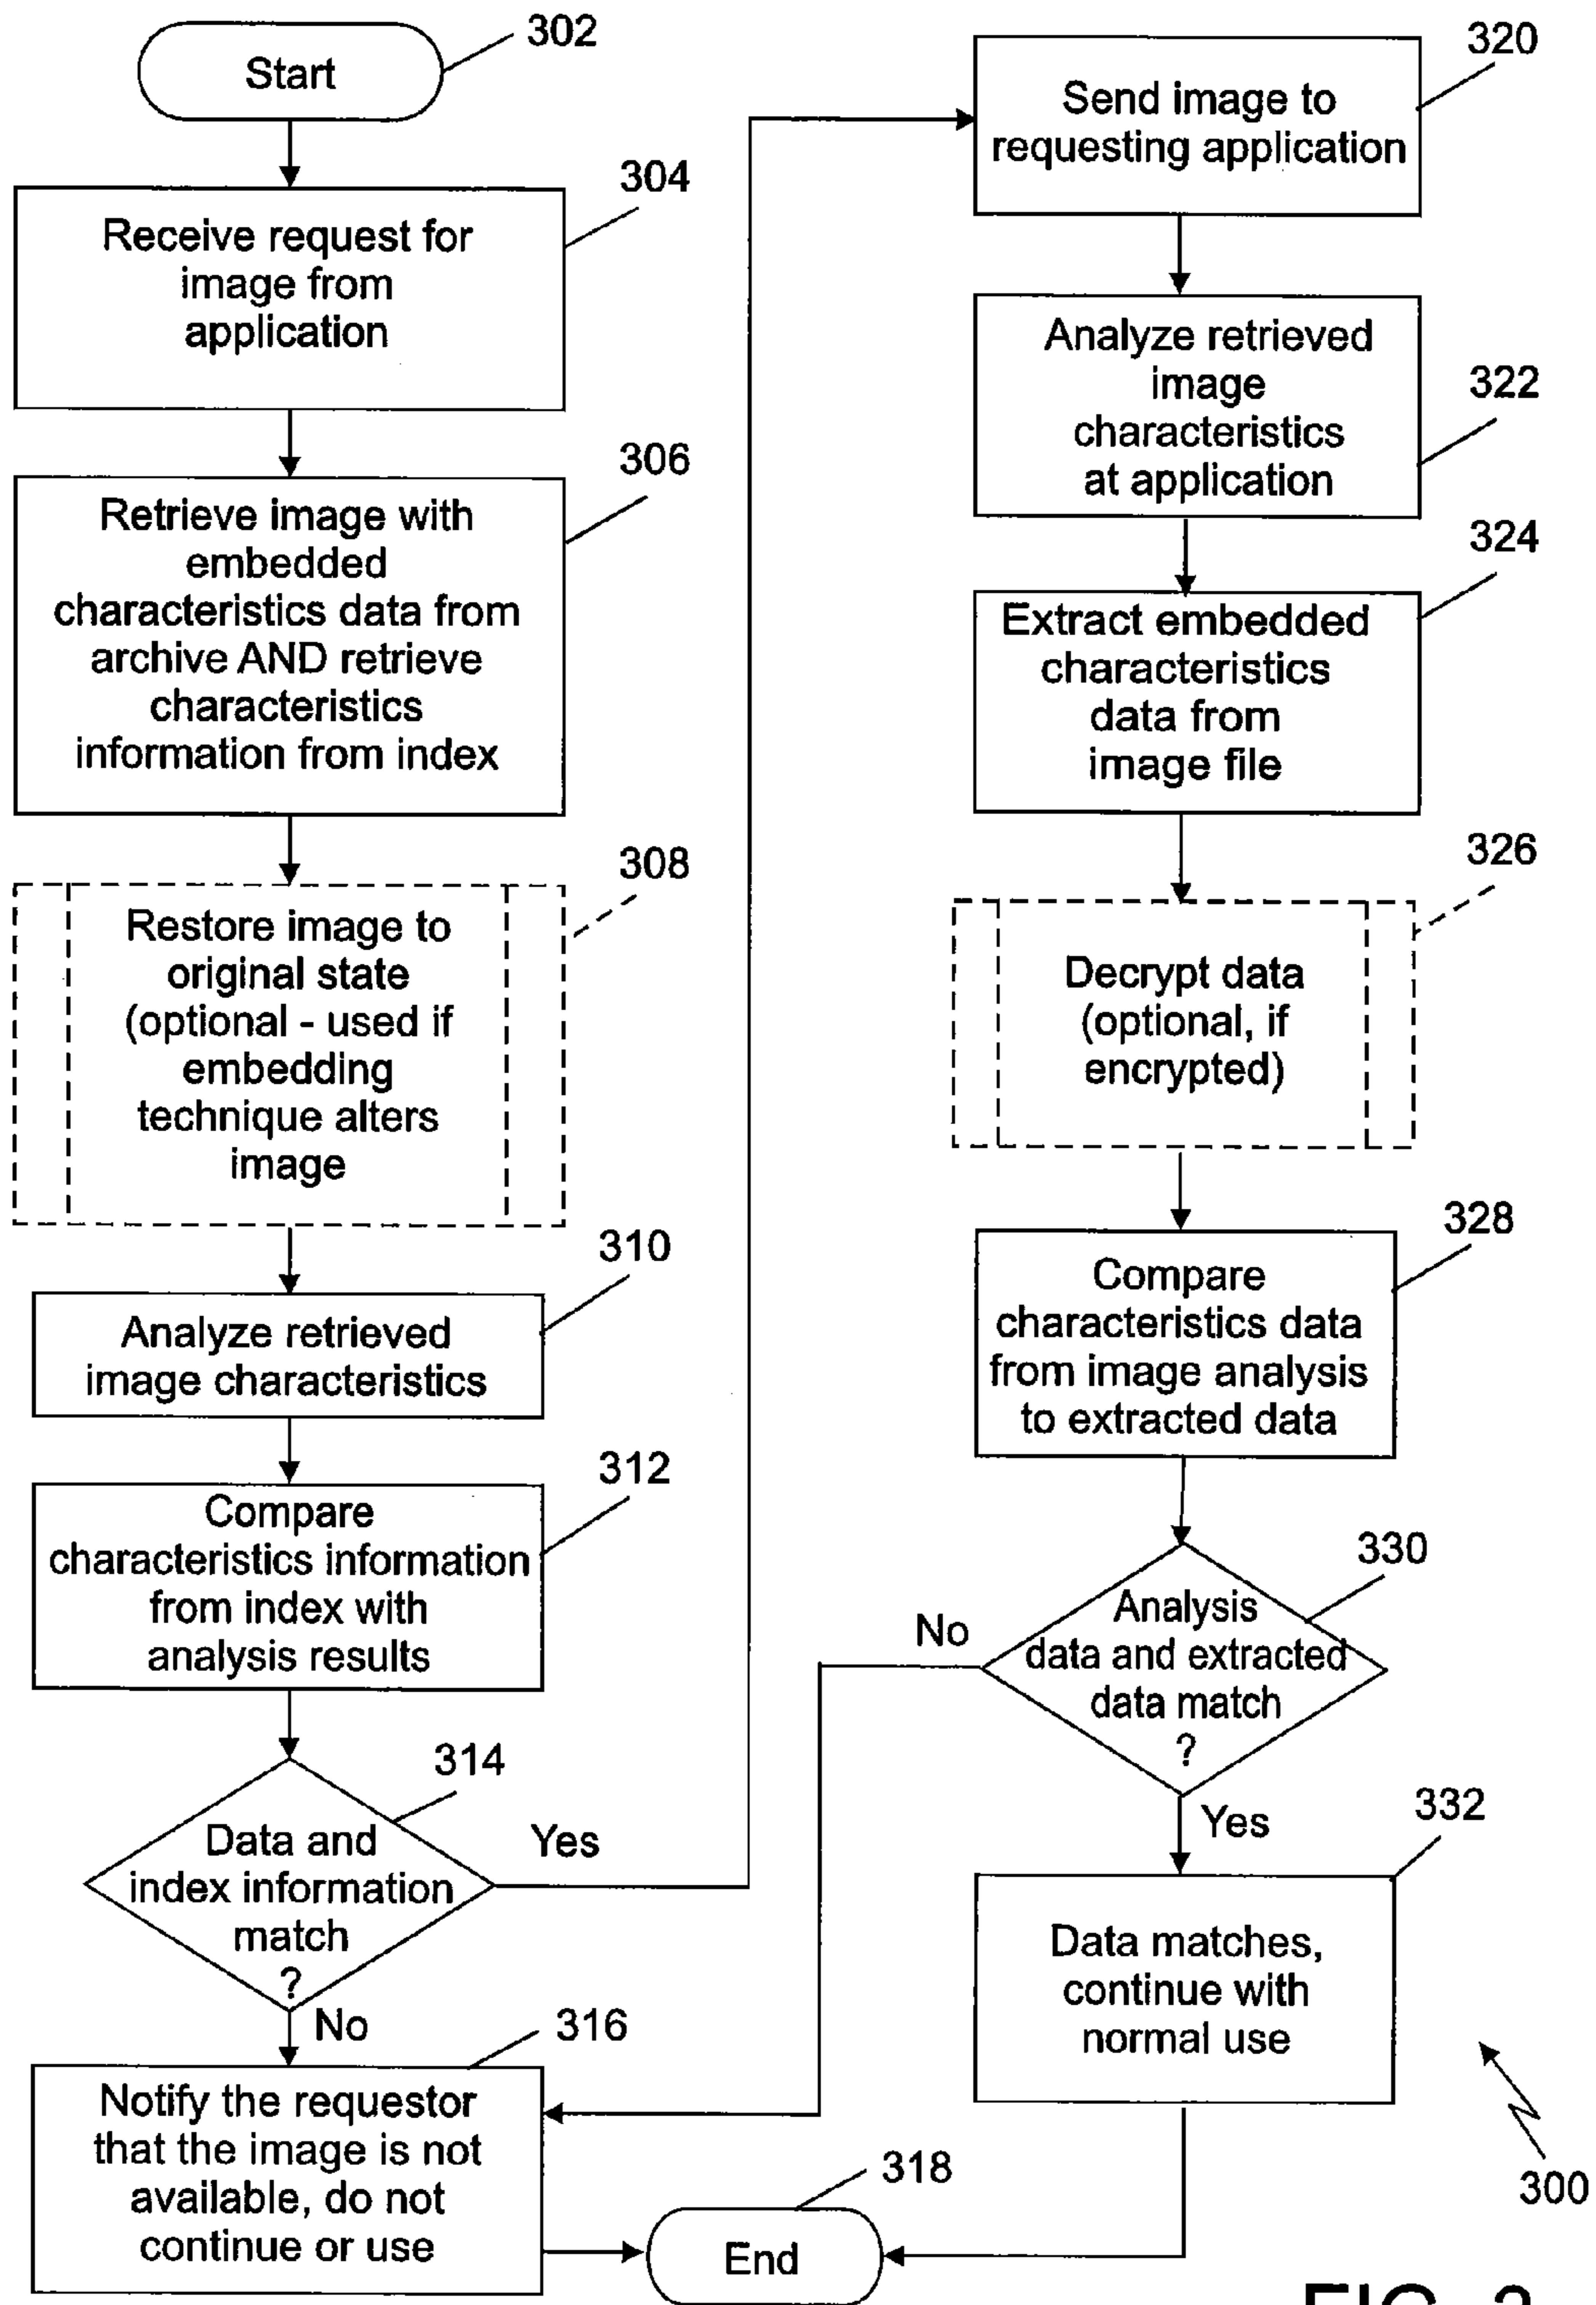 302
Start
304
Receive request for
image from
application
306
Retrieve image with
embedded
characteristics data from
archive AND retrieve
characteristics
information from index
308
Restore image to
original state
(optional - used if
embedding
technique alters
image
310
Analyze retrieved
image characteristics
312
Compare
characteristics information
from index with
analysis results
314
Data and
index information
match
?
Yes
No
316
Notify the requestor
that the image is not
available, do not
continue or use
318
End
320
Send image to
requesting application
322
Analyze retrieved
image
characteristics
at application
324
Extract embedded
characteristics
data from
image file
326
Decrypt data
(optional, if
encrypted)
328
Compare
characteristics data
from image analysis
to extracted data
330
Analysis
data and extracted
data match
?
No
Yes
332
Data matches,
continue with
normal use
300